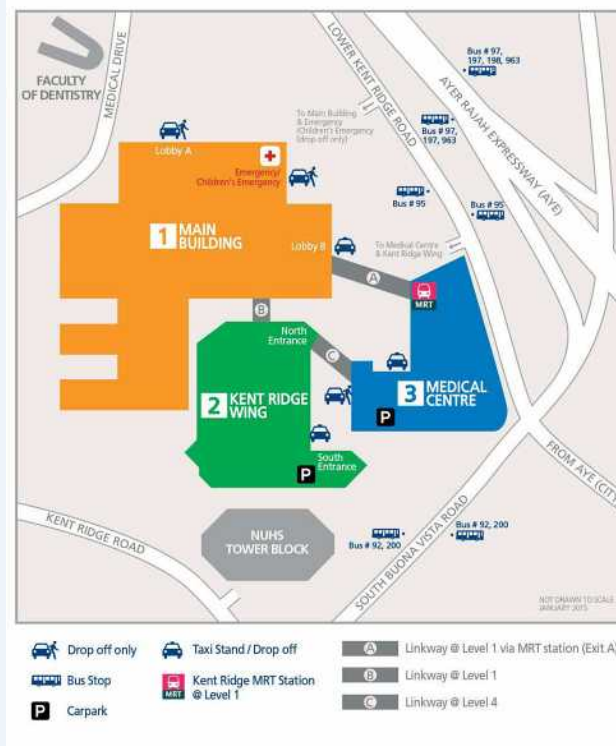 FACULTY
OF DENTISTRY
MEDICAL DRIVE
LOWER KENT RIDGE ROAD
Bus # 97,
197, 198, 963
AYER RAJAH EXPRESSWAY (AYE)
To Main Building
& Emergency
/Children's Emergency
(drop off only)
Bus # 97,
197, 963
Lobby A
Emergency/
Children's Emergency
Bus # 95
Bus # 95
1 MAIN
BUILDING
Lobby B
To Medical Centre
& Kent Ridge Wing
A
MRT
B
North
Entrance
C
2 KENT RIDGE
WING
3 MEDICAL
CENTRE
P
South
Entrance
P
FROM AYE (CITY)
KENT RIDGE ROAD
NUHS
TOWER BLOCK
Bus # 92, 200
Bus # 92, 200
SOUTH BUONA VISTA ROAD
NOT DRAWN TO SCALE
JANUARY 2015
Drop off only
Taxi Stand / Drop off
A Linkway @ Level 1 via MRT station (Exit A)
Bus Stop
MRT
Kent Ridge MRT Station
@ Level 1
B Linkway @ Level 1
P Carpark
C Linkway @ Level 4